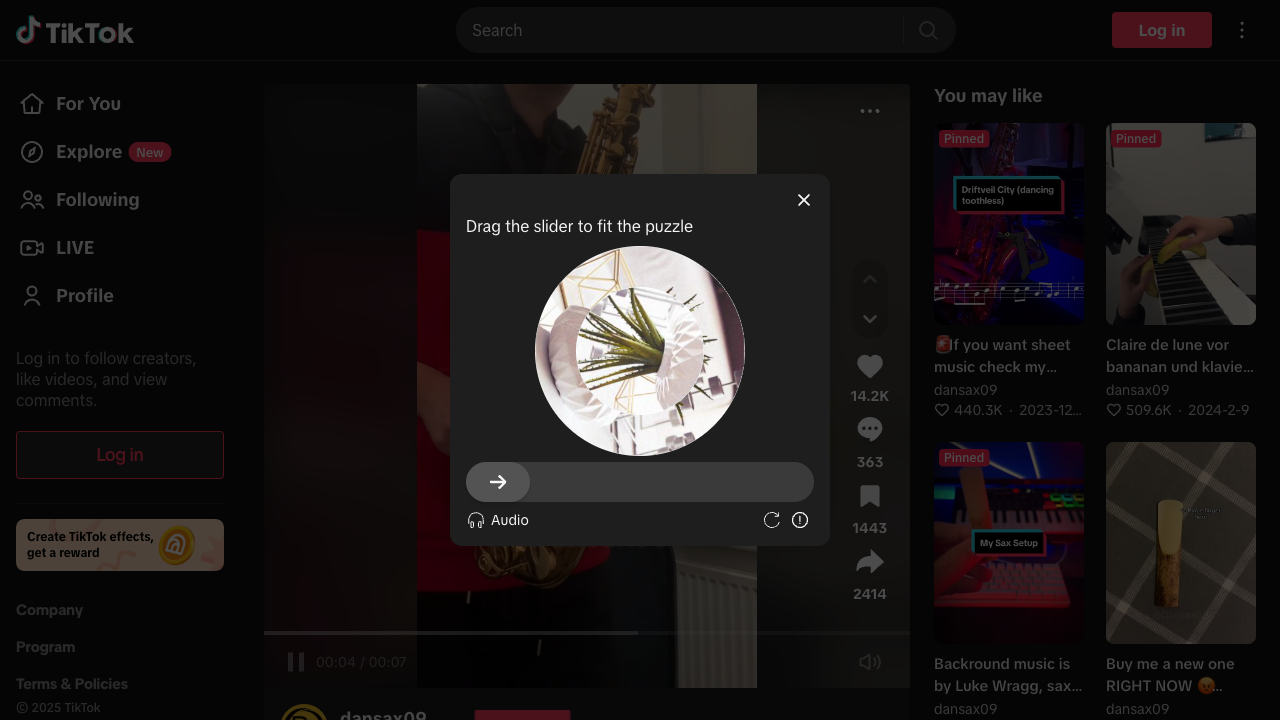 TikTok
Search
Log in
For You
Explore New
Following
LIVE
Profile
Log in to follow creators,
like videos, and view
comments.
Log in
Create TikTok effects,
get a reward
Company
Program
Terms & Policies
© 2025 TikTok
Drag the slider to fit the puzzle
Audio
14.2K
363
1443
2414
00:04 / 00:07
dansax09
You may like
Pinned
Driftveil City (dancing
toothless)
If you want sheet
music check my...
dansax09
440.3K · 2023-12...
Pinned
Claire de lune vor
bananan und klavie...
dansax09
509.6K · 2024-2-9
Pinned
My Sax Setup
Backround music is
by Luke Wragg, sax...
dansax09
Buy me a new one
RIGHT NOW 😡...
dansax09